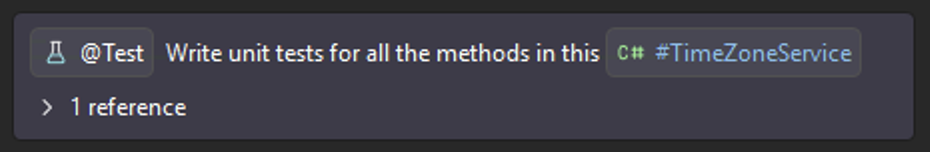 @Test Write unit tests for all the methods in this C# #TimeZoneService
1 reference